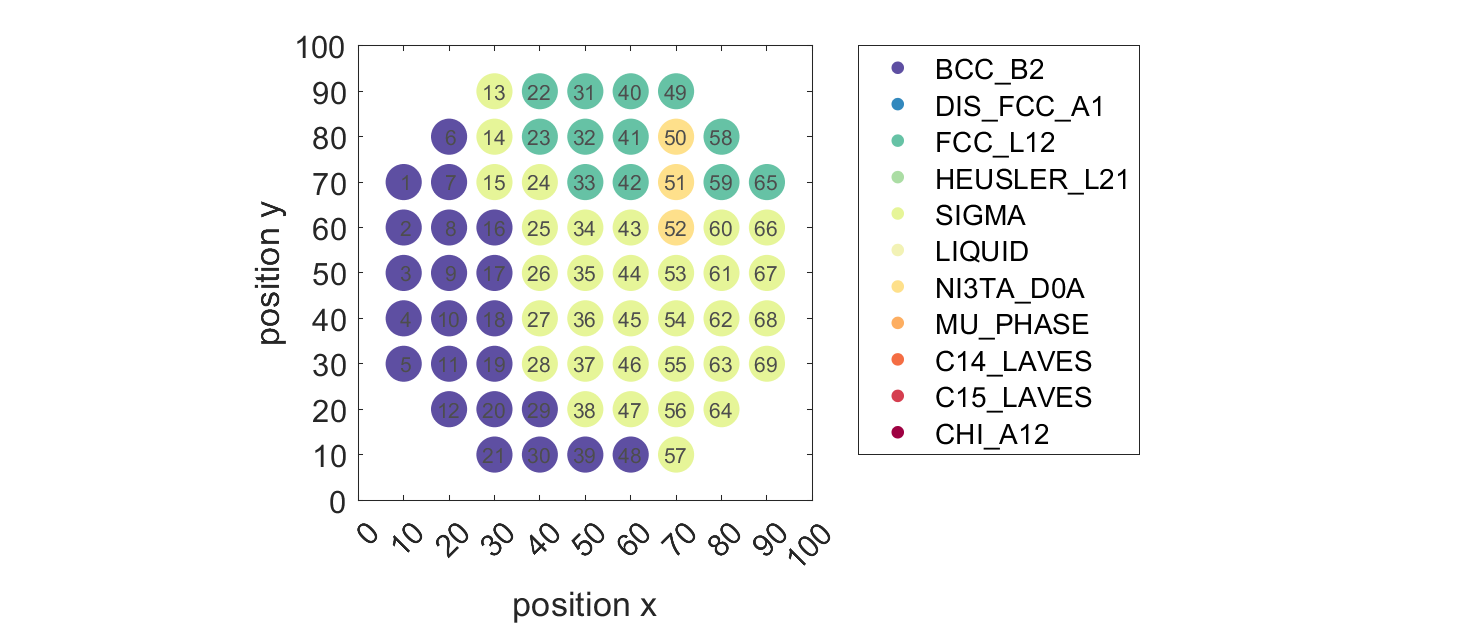 100
90
80
70
60
50
40
30
20
10
0
position y
13 22 31 40 49
6 14 23 32 41 50 58
1 7 15 24 33 42 51 59 65
2 8 16 25 34 43 52 60 66
3 9 17 26 35 44 53 61 67
4 10 18 27 36 45 54 62 68
5 11 19 28 37 46 55 63 69
12 20 29 38 47 56 64
21 30 39 48 57
0 10 20 30 40 50 60 70 80 90 100
position x
BCC_B2
DIS_FCC_A1
FCC_L12
HEUSLER_L21
SIGMA
LIQUID
NI3TA_D0A
MU_PHASE
C14_LAVES
C15_LAVES
CHI_A12